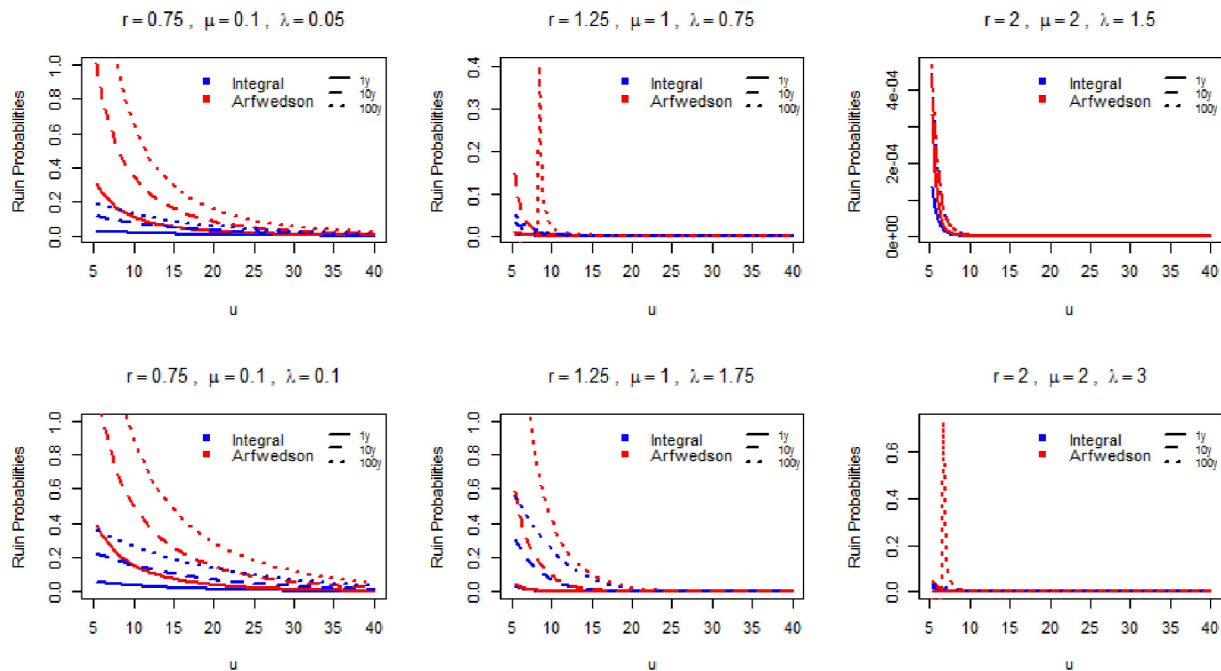 r = 0.75 , μ = 0.1 , λ = 0.05
Ruin Probabilities
0.0 0.2 0.4 0.6 0.8 1.0
Integral
Arfwedson
1y
10y
100y
5 10 15 20 25 30 35 40
u
r = 1.25 , μ = 1 , λ = 0.75
Ruin Probabilities
0.0 0.1 0.2 0.3 0.4
Integral
Arfwedson
1y
10y
100y
5 10 15 20 25 30 35 40
u
r = 2 , μ = 2 , λ = 1.5
Ruin Probabilities
0e+00 2e-04 4e-04
Integral
Arfwedson
1y
10y
100y
5 10 15 20 25 30 35 40
u
r = 0.75 , μ = 0.1 , λ = 0.1
Ruin Probabilities
0.0 0.2 0.4 0.6 0.8 1.0
Integral
Arfwedson
1y
10y
100y
5 10 15 20 25 30 35 40
u
r = 1.25 , μ = 1 , λ = 1.75
Ruin Probabilities
0.0 0.2 0.4 0.6 0.8 1.0
Integral
Arfwedson
1y
10y
100y
5 10 15 20 25 30 35 40
u
r = 2 , μ = 2 , λ = 3
Ruin Probabilities
0.0 0.2 0.4 0.6
Integral
Arfwedson
1y
10y
100y
5 10 15 20 25 30 35 40
u